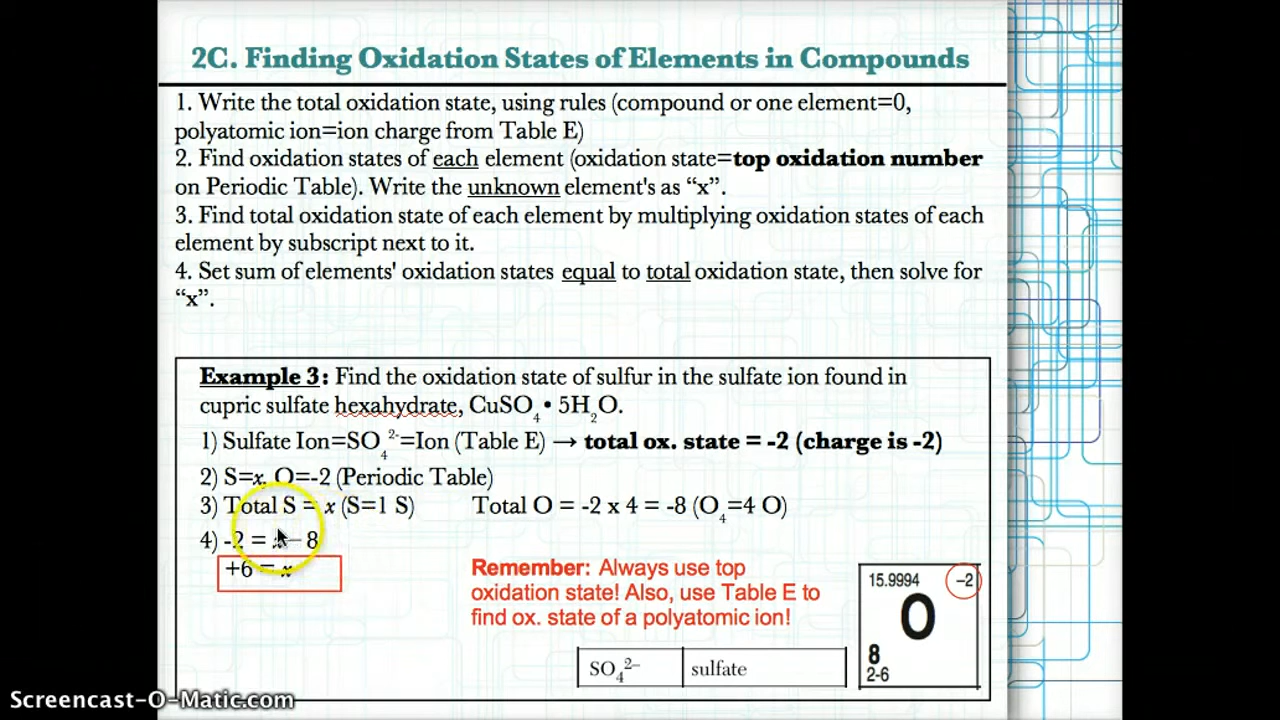 2C. Finding Oxidation States of Elements in Compounds
1. Write the total oxidation state, using rules (compound or one element=0,
polyatomic ion=ion charge from Table E)
2. Find oxidation states of each element (oxidation state=top oxidation number
on Periodic Table). Write the unknown element's as “x”.
3. Find total oxidation state of each element by multiplying oxidation states of each
element by subscript next to it.
4. Set sum of elements' oxidation states equal to total oxidation state, then solve for
“x”.
Example 3: Find the oxidation state of sulfur in the sulfate ion found in
cupric sulfate hexahydrate, CuSO₄ • 5H₂O.
1) Sulfate Ion=SO₄²⁻=Ion (Table E) → total ox. state = -2 (charge is -2)
2) S=x, O=-2 (Periodic Table)
3) Total S = x (S=1 S) Total O = -2 x 4 = -8 (O₄=4 O)
4) -2 = x – 8
+6 = x
Remember: Always use top
oxidation state! Also, use Table E to
find ox. state of a polyatomic ion!
15.9994 –2
O
8
2-6
SO₄²⁻ sulfate
Screencast-O-Matic.com